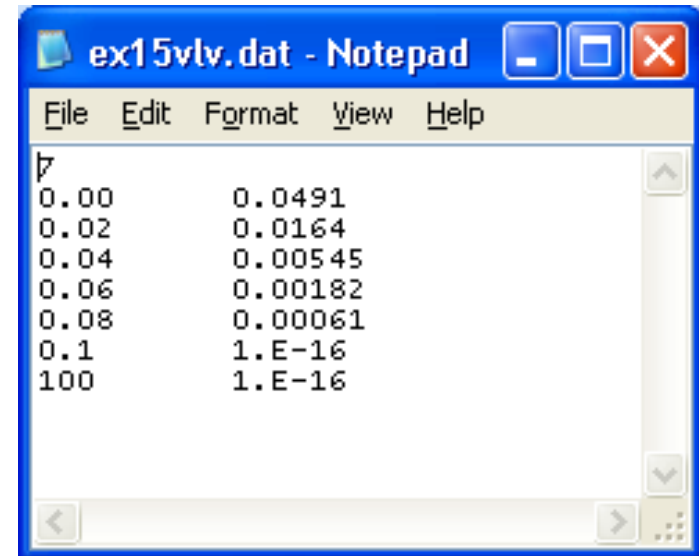 ex15vlv.dat - Notepad
File Edit Format View Help
7
0.00 0.0491
0.02 0.0164
0.04 0.00545
0.06 0.00182
0.08 0.00061
0.1 1.E-16
100 1.E-16